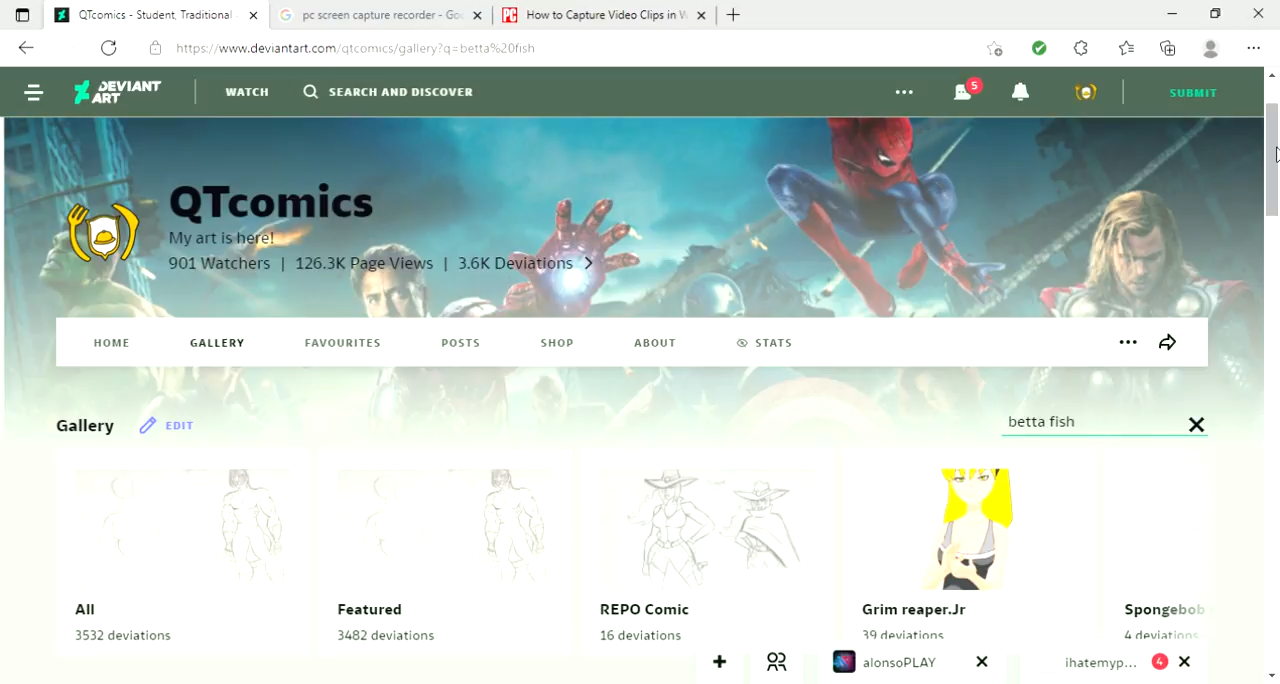 QTcomics - Student, Traditional
pc screen capture recorder - Goo
How to Capture Video Clips in W
https://www.deviantart.com/qtcomics/gallery?q=betta%20fish
DEVIANT ART
WATCH
SEARCH AND DISCOVER
5
SUBMIT
QTcomics
My art is here!
901 Watchers | 126.3K Page Views | 3.6K Deviations
HOME
GALLERY
FAVOURITES
POSTS
SHOP
ABOUT
STATS
Gallery
EDIT
betta fish
All
Featured
REPO Comic
Grim reaper.Jr
Spongebob
3532 deviations
3482 deviations
16 deviations
39 deviations
4 deviations
alonsoPLAY
ihatemyp...
4